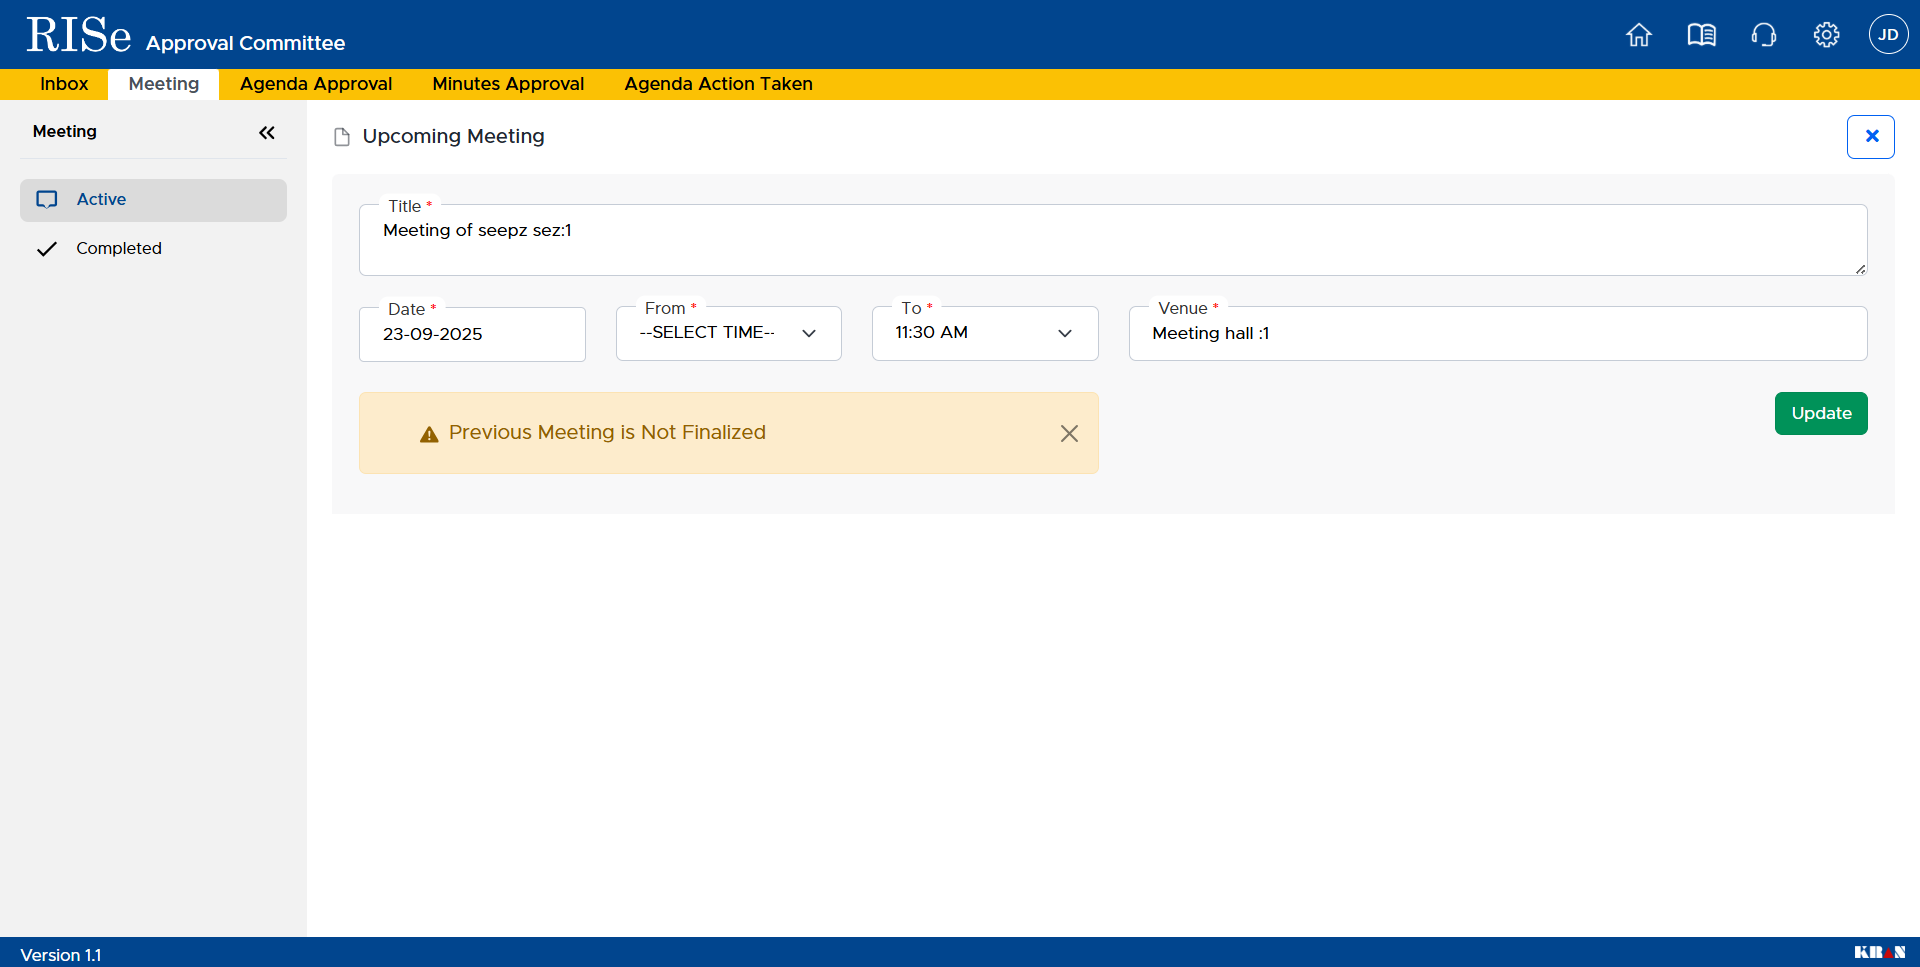 RISe Approval Committee
JD
Inbox Meeting Agenda Approval Minutes Approval Agenda Action Taken
Meeting
Active
Completed
Upcoming Meeting
Title *
Meeting of seepz sez:1
Date * From * To * Venue *
23-09-2025 --SELECT TIME-- 11:30 AM Meeting hall :1
Previous Meeting is Not Finalized
Update
Version 1.1
KRAN